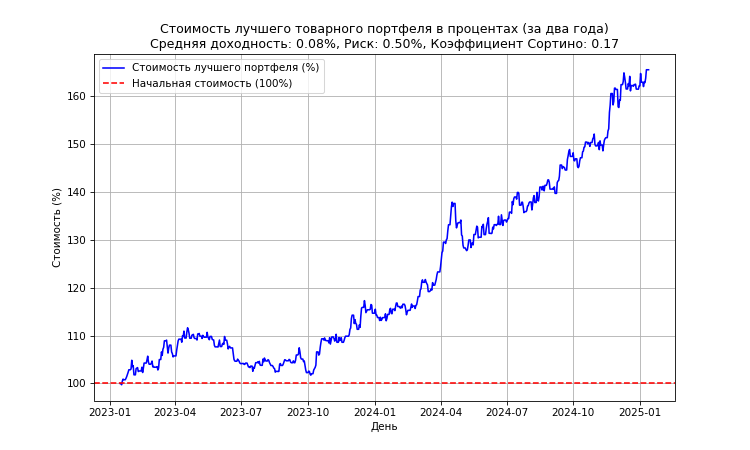 Стоимость лучшего товарного портфеля в процентах (за два года)
Средняя доходность: 0.08%, Риск: 0.50%, Коэффициент Сортино: 0.17
Стоимость лучшего портфеля (%)
Начальная стоимость (100%)
Стоимость (%)
160
150
140
130
120
110
100
2023-01 2023-04 2023-07 2023-10 2024-01 2024-04 2024-07 2024-10 2025-01
День